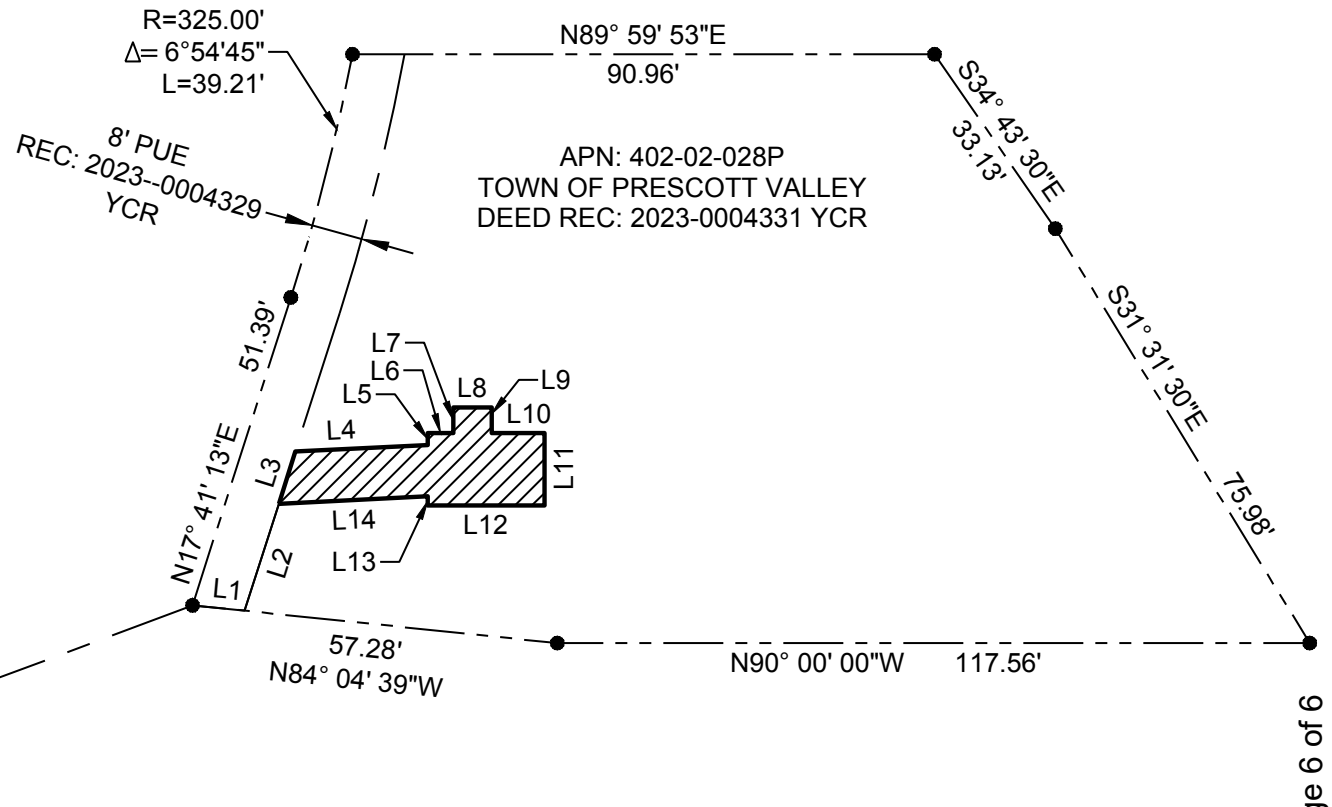 R=325.00'
Δ= 6°54'45"
L=39.21'
N89° 59' 53"E
90.96'
S34° 43' 30"E
33.13'
8' PUE
REC: 2023--0004329
YCR
APN: 402-02-028P
TOWN OF PRESCOTT VALLEY
DEED REC: 2023-0004331 YCR
S31° 31' 30"E
75.98'
51.39'
N17° 41' 13"E
L7
L6
L5
L8
L9
L10
L4
L3
L11
L14
L12
L13
L2
L1
57.28'
N84° 04' 39"W
N90° 00' 00"W 117.56'
6 of 6